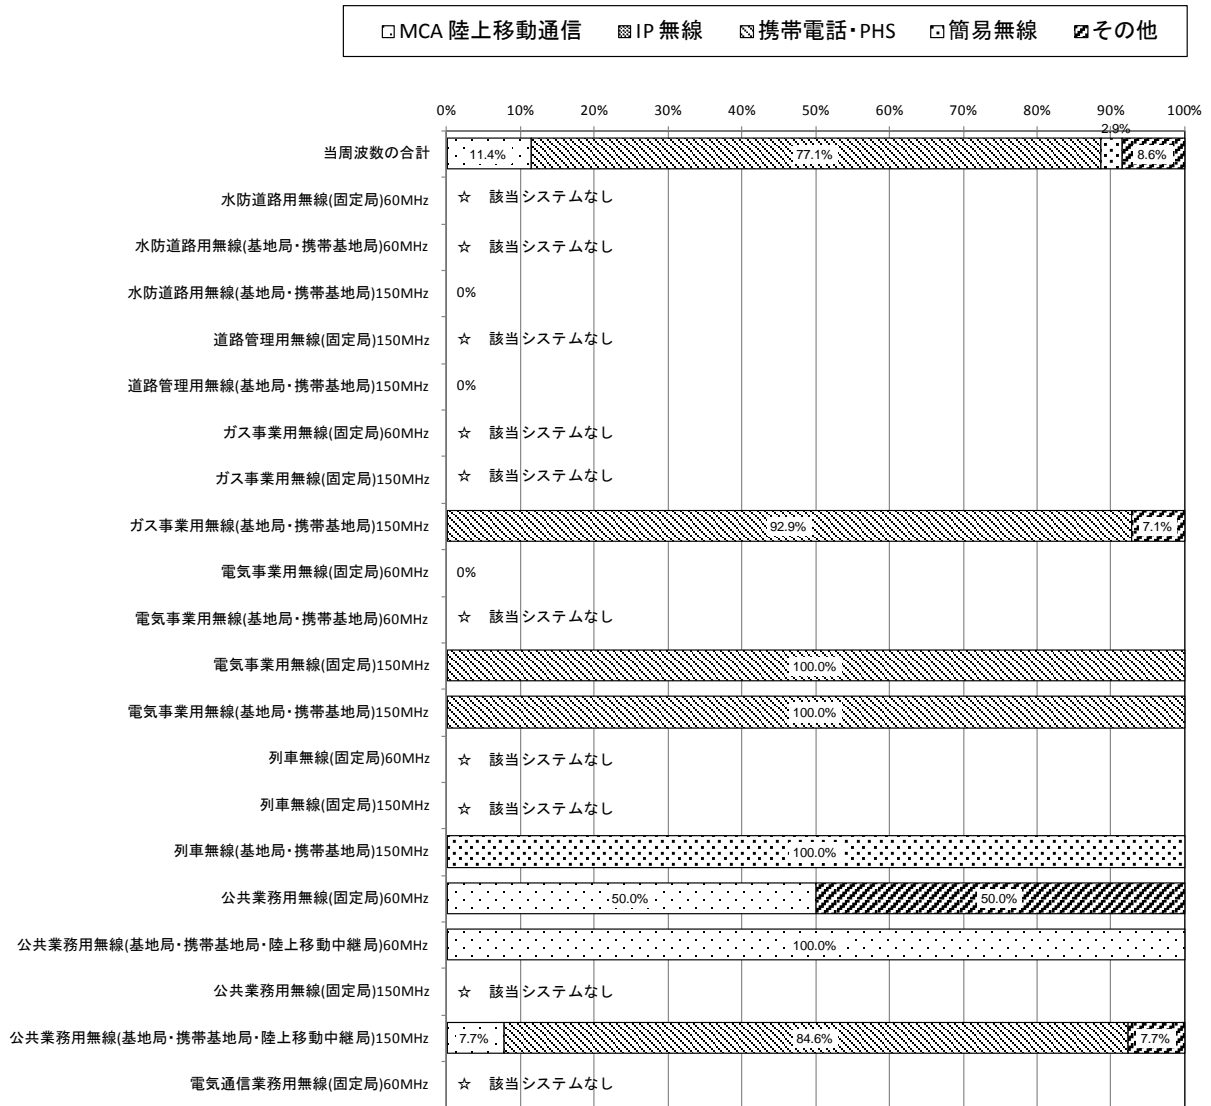 MCA 陸上移動通信 IP 無線 携帯電話・PHS 簡易無線 その他
0% 10% 20% 30% 40% 50% 60% 70% 80% 90% 100%
2.9%
当周波数の合計 11.4% 77.1% 8.6%
水防道路用無線(固定局)60MHz ☆ 該当システムなし
水防道路用無線(基地局・携帯基地局)60MHz ☆ 該当システムなし
水防道路用無線(基地局・携帯基地局)150MHz 0%
道路管理用無線(固定局)150MHz ☆ 該当システムなし
道路管理用無線(基地局・携帯基地局)150MHz 0%
ガス事業用無線(固定局)60MHz ☆ 該当システムなし
ガス事業用無線(固定局)150MHz ☆ 該当システムなし
ガス事業用無線(基地局・携帯基地局)150MHz 92.9% 7.1%
電気事業用無線(固定局)60MHz 0%
電気事業用無線(基地局・携帯基地局)60MHz ☆ 該当システムなし
電気事業用無線(固定局)150MHz 100.0%
電気事業用無線(基地局・携帯基地局)150MHz 100.0%
列車無線(固定局)60MHz ☆ 該当システムなし
列車無線(固定局)150MHz ☆ 該当システムなし
列車無線(基地局・携帯基地局)150MHz 100.0%
公共業務用無線(固定局)60MHz 50.0% 50.0%
公共業務用無線(基地局・携帯基地局・陸上移動中継局)60MHz 100.0%
公共業務用無線(固定局)150MHz ☆ 該当システムなし
公共業務用無線(基地局・携帯基地局・陸上移動中継局)150MHz 7.7% 84.6% 7.7%
電気通信業務用無線(固定局)60MHz ☆ 該当システムなし